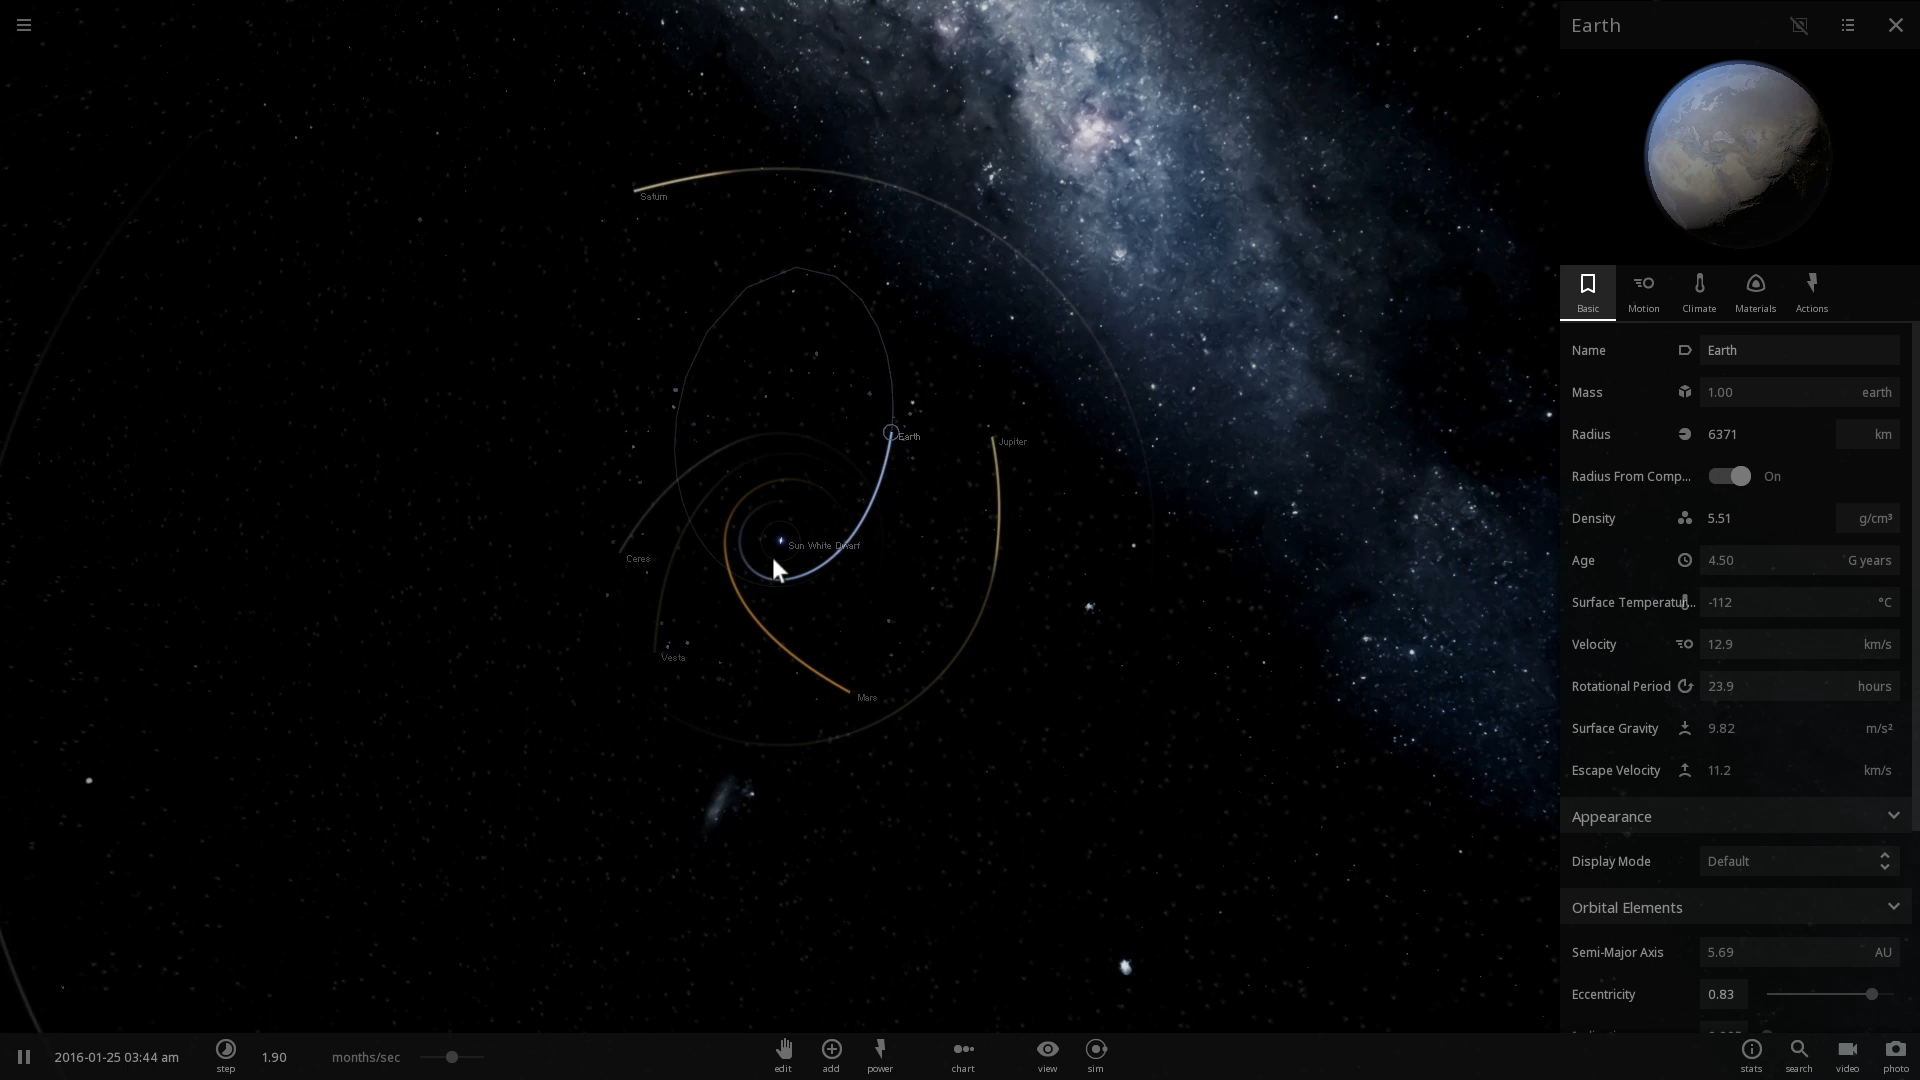 Earth
Saturn
Earth
Jupiter
Sun White Dwarf
Ceres
Vesta
Mars
Basic Motion Climate Materials Actions
Name Earth
Mass 1.00 earth
Radius 6371 km
Radius From Comp... On
Density 5.51 g/cm³
Age 4.50 G years
Surface Temperatur... -112 °C
Velocity 12.9 km/s
Rotational Period 23.9 hours
Surface Gravity 9.82 m/s²
Escape Velocity 11.2 km/s
Appearance
Display Mode Default
Orbital Elements
Semi-Major Axis 5.69 AU
Eccentricity 0.83
2016-01-25 03:44 am step 1.90 months/sec edit add power chart view sim stats search video photo